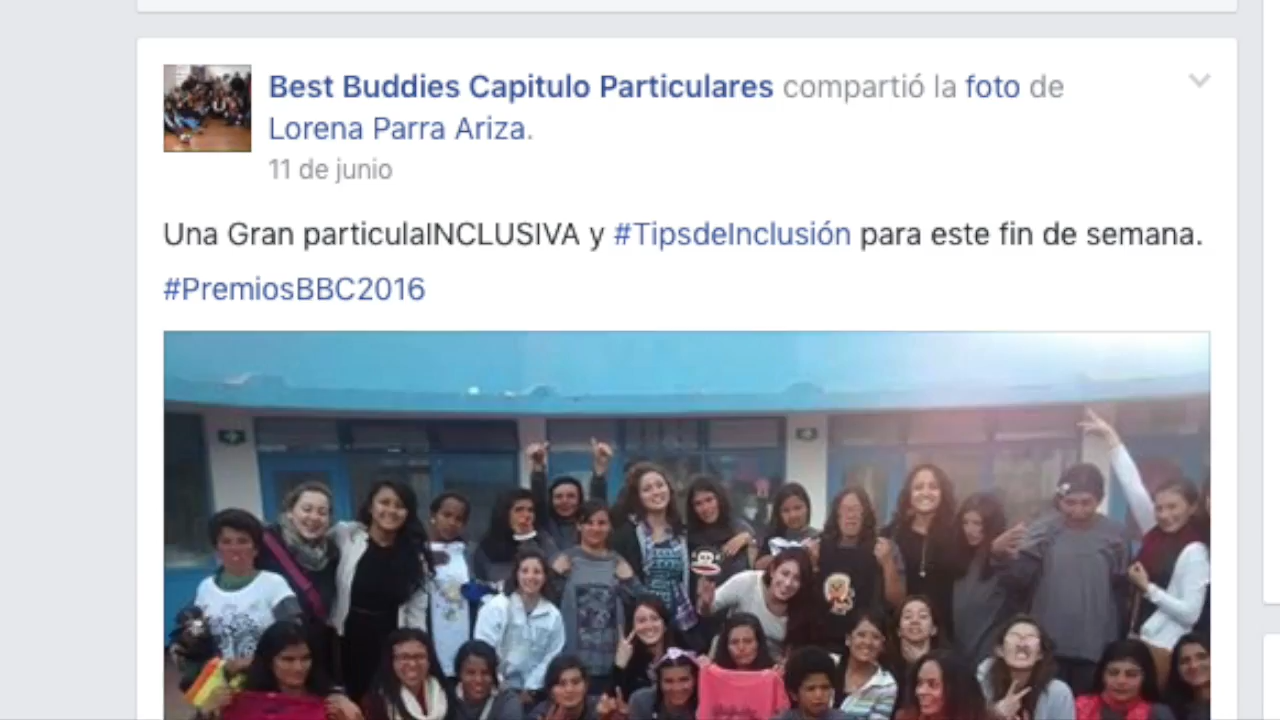 Best Buddies Capitulo Particulares compartió la foto de
Lorena Parra Ariza.
11 de junio
Una Gran particulaINCLUSIVA y #TipsdeInclusión para este fin de semana.
#PremiosBBC2016